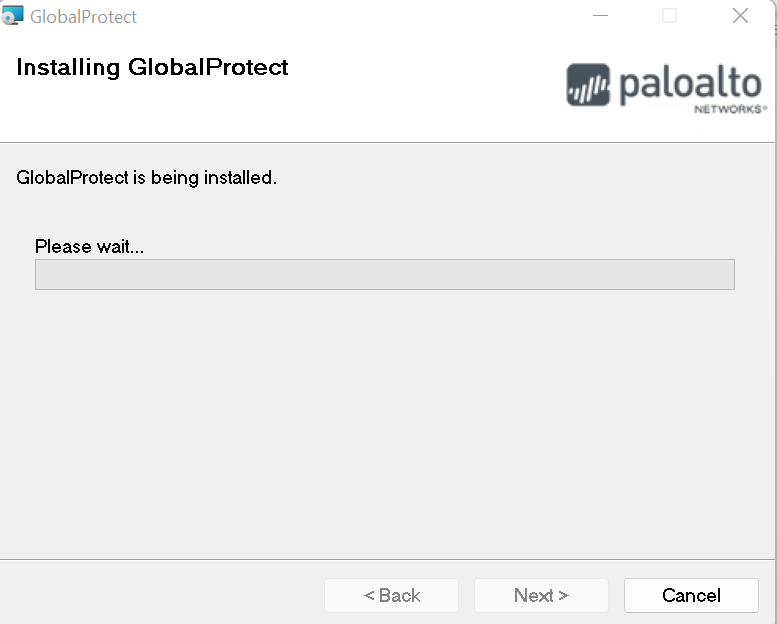 GlobalProtect
Installing GlobalProtect
paloalto
NETWORKS®
GlobalProtect is being installed.
Please wait...
< Back
Next >
Cancel